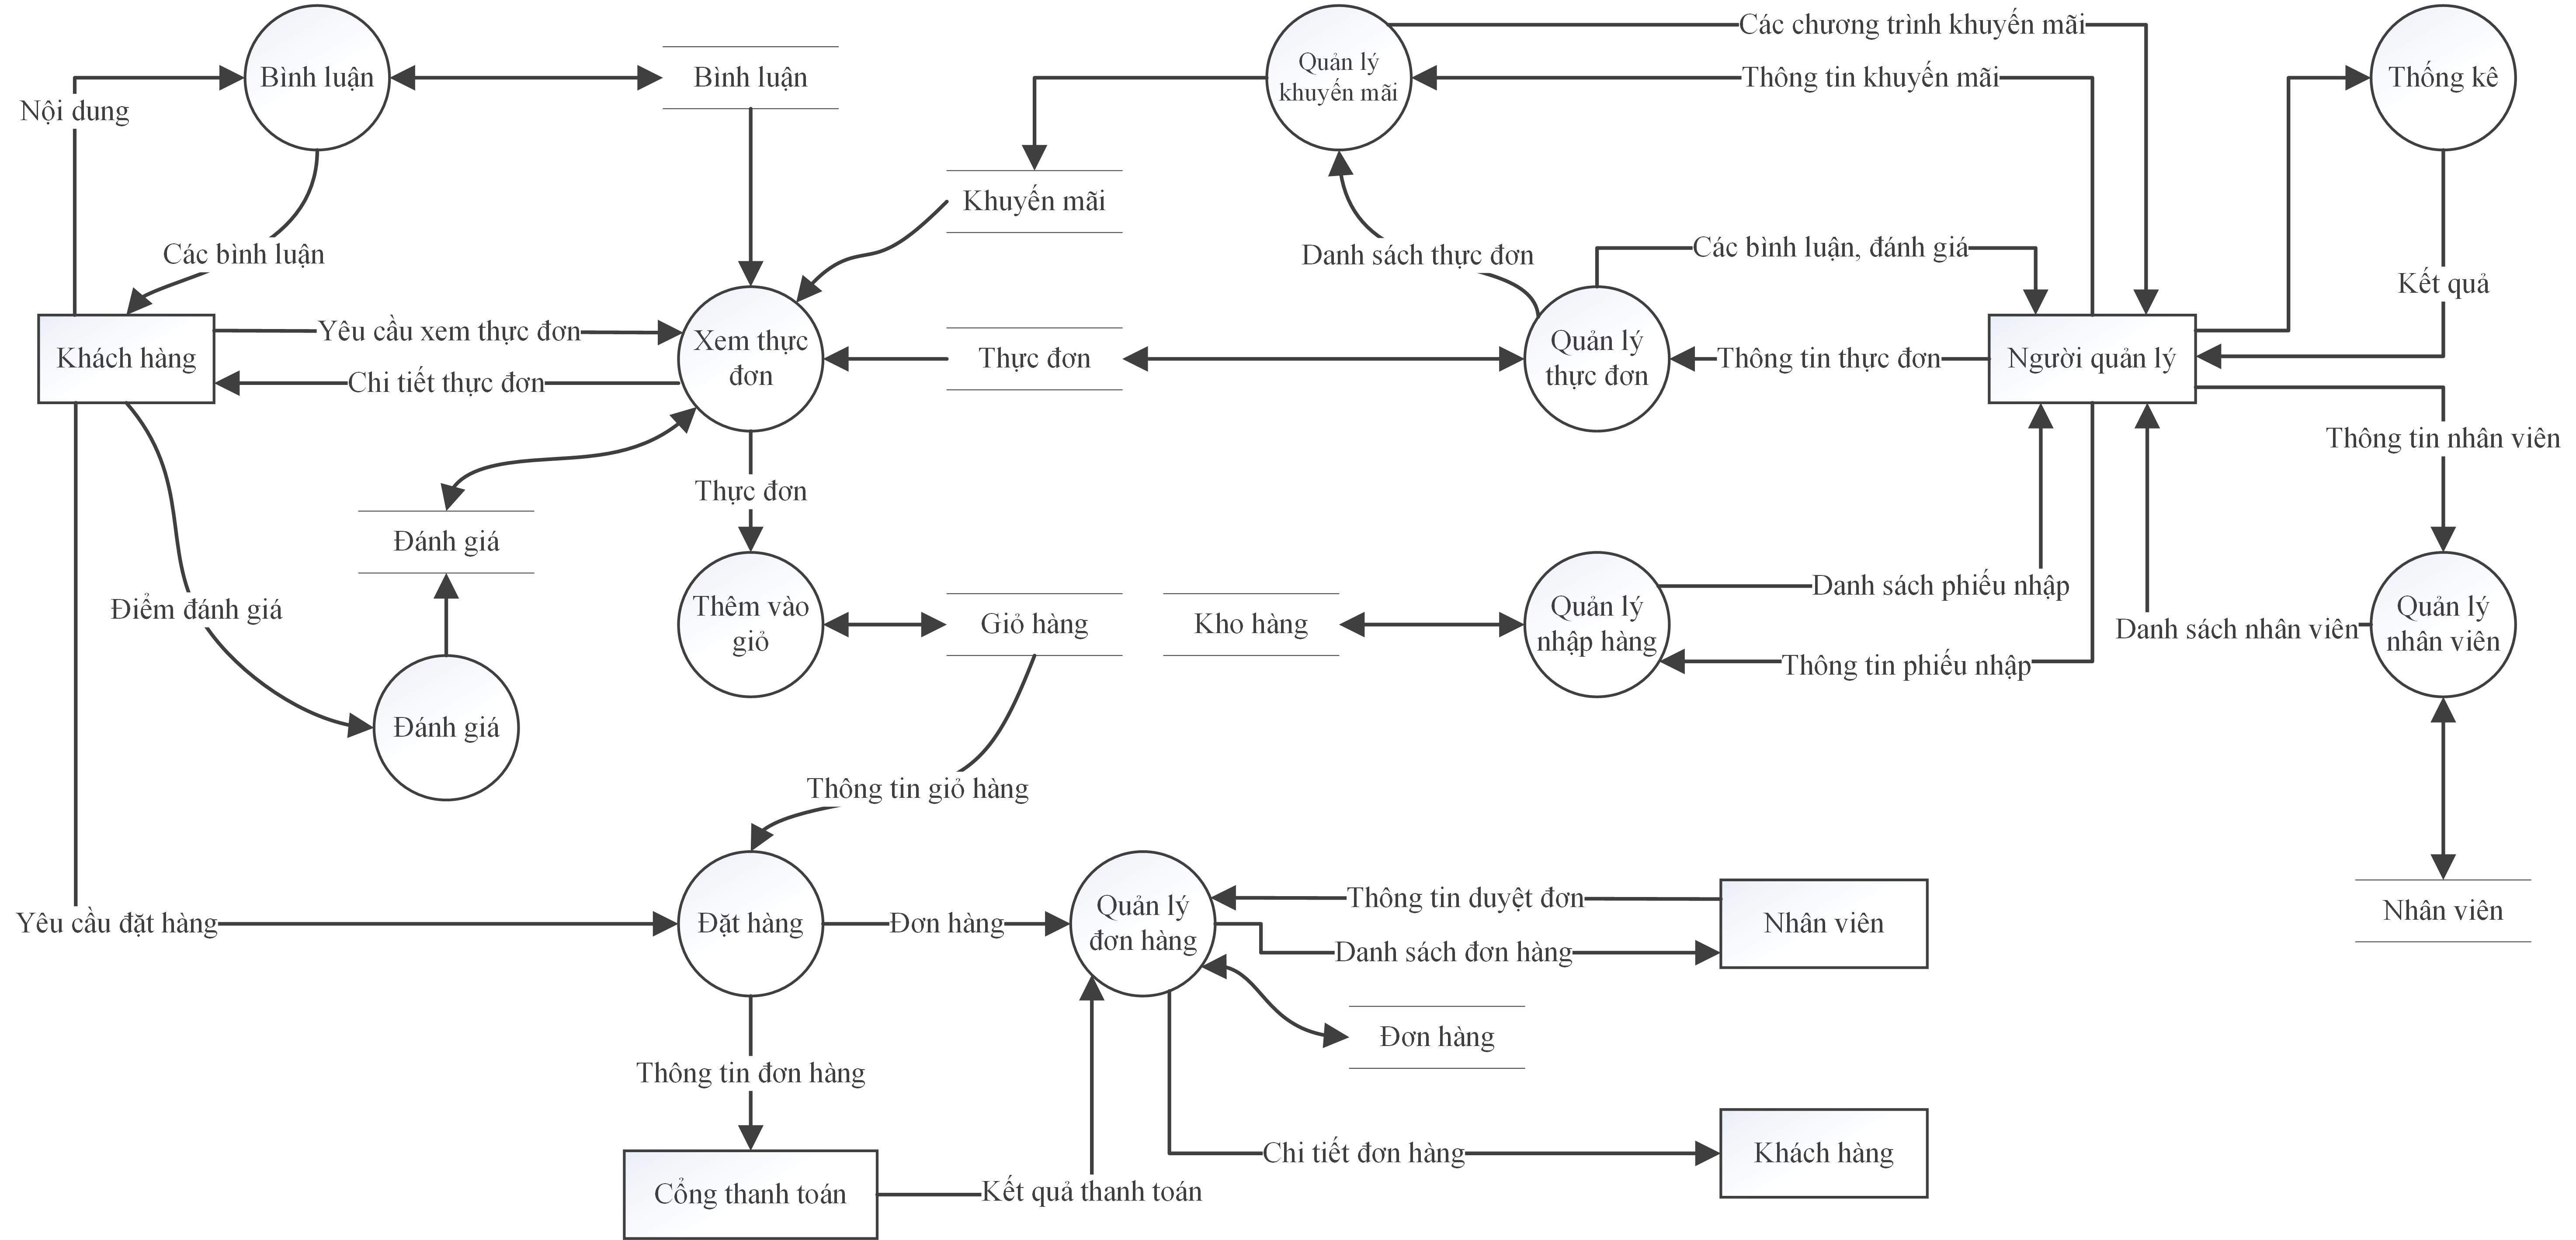 Các chương trình khuyến mãi
Bình luận
Bình luận
Quản lý
khuyến mãi
Thông tin khuyến mãi
Thống kê
Nội dung
Khuyến mãi
Các bình luận
Danh sách thực đơn
Các bình luận, đánh giá
Kết quả
Khách hàng
Yêu cầu xem thực đơn
Chi tiết thực đơn
Xem thực
đơn
Thực đơn
Quản lý
thực đơn
Thông tin thực đơn
Người quản lý
Thông tin nhân viên
Thực đơn
Đánh giá
Điểm đánh giá
Thêm vào
giỏ
Giỏ hàng
Kho hàng
Quản lý
nhập hàng
Danh sách phiếu nhập
Thông tin phiếu nhập
Danh sách nhân viên
Quản lý
nhân viên
Đánh giá
Thông tin giỏ hàng
Yêu cầu đặt hàng
Đặt hàng
Đơn hàng
Quản lý
đơn hàng
Thông tin duyệt đơn
Danh sách đơn hàng
Nhân viên
Nhân viên
Đơn hàng
Thông tin đơn hàng
Chi tiết đơn hàng
Khách hàng
Cổng thanh toán
Kết quả thanh toán